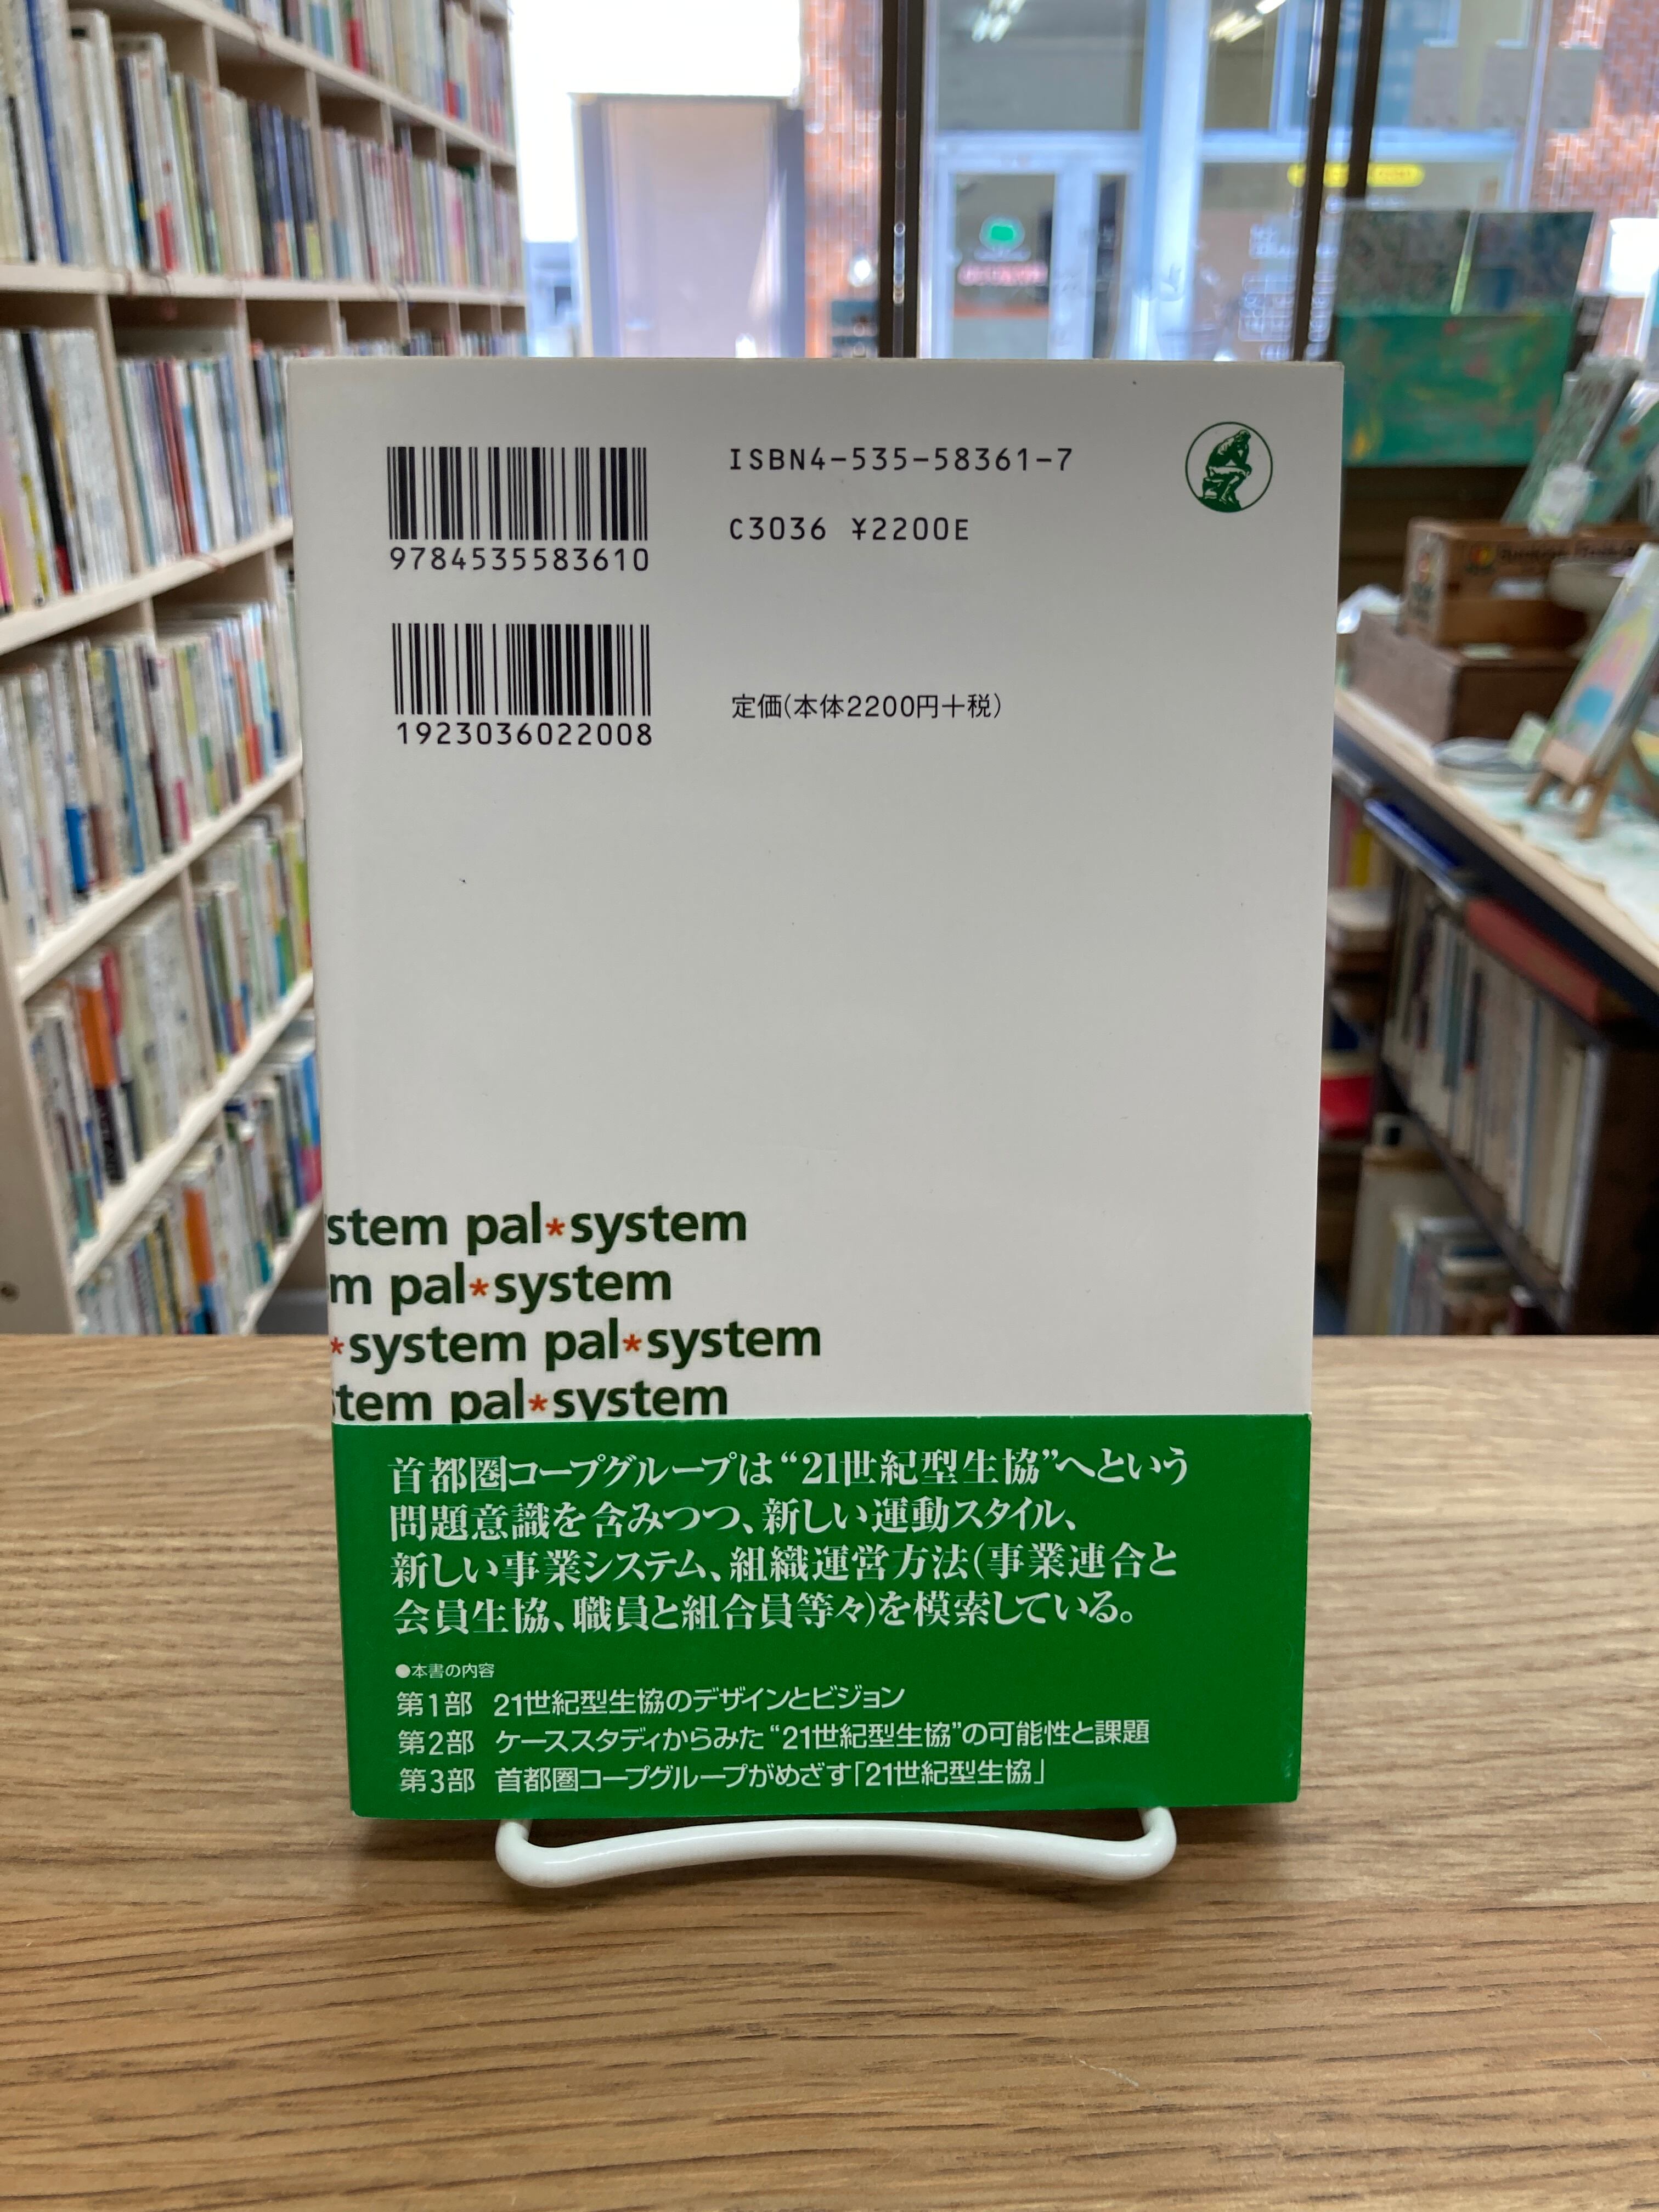 ISBN4-535-58361-7
C3036 ¥2200E
9784535583610
1923036022008
定価(本体2200円+税)
stem pal*system
m pal*system
*system pal*system
tem pal*system
首都圏コープグループは“21世紀型生協”へという
問題意識を含みつつ、新しい運動スタイル、
新しい事業システム、組織運営方法(事業連合と
会員生協、職員と組合員等々)を模索している。
●本書の内容
第1部 21世紀型生協のデザインとビジョン
第2部 ケーススタディからみた“21世紀型生協”の可能性と課題
第3部 首都圏コープグループがめざす「21世紀型生協」